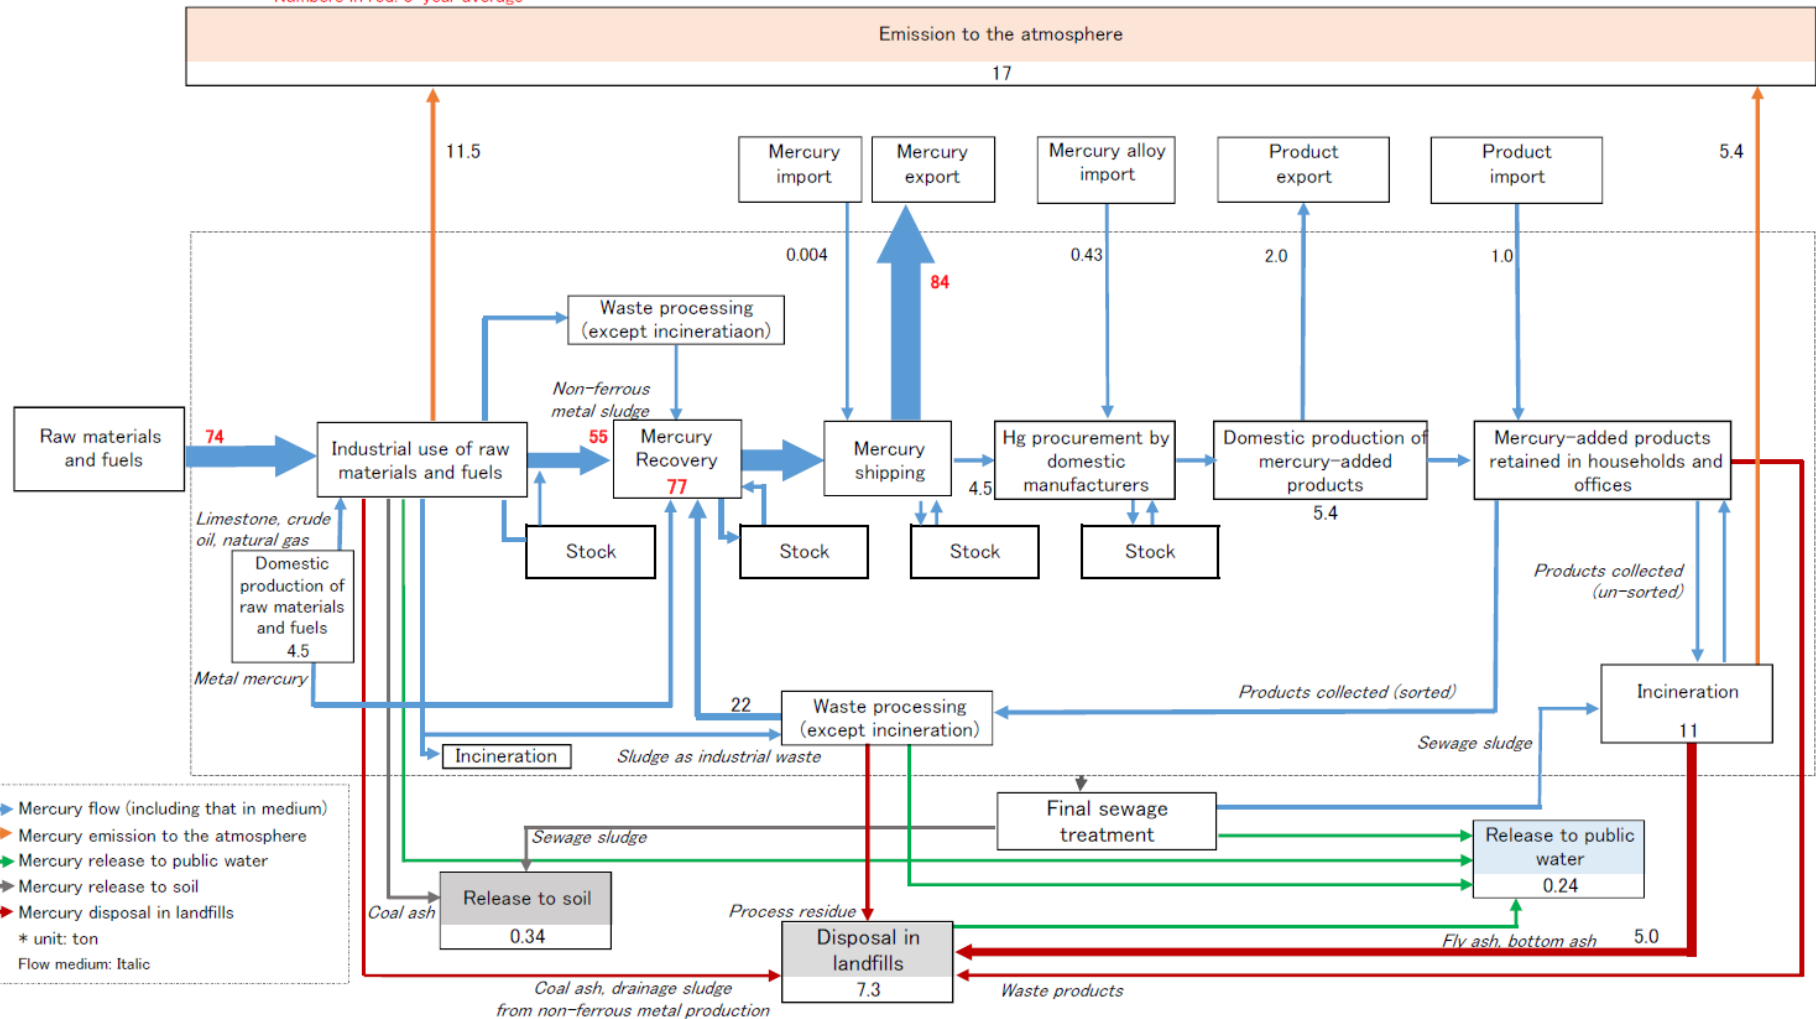 Numbers in red: 3-year average
Emission to the atmosphere
17
11.5
Mercury
import
Mercury
export
Mercury alloy
import
Product
export
Product
import
5.4
0.004
84
0.43
2.0
1.0
Waste processing
(except incineratiaon)
Non-ferrous
metal sludge
Raw materials
and fuels
74
Industrial use of raw
materials and fuels
55
Mercury
Recovery
77
Mercury
shipping
4.5
Hg procurement by
domestic
manufacturers
Domestic production of
mercury-added
products
5.4
Mercury-added products
retained in households and
offices
Limestone, crude
oil, natural gas
Stock
Stock
Stock
Stock
Domestic
production of
raw materials
and fuels
4.5
Products collected
(un-sorted)
Metal mercury
22
Waste processing
(except incineration)
Products collected (sorted)
Incineration
11
Incineration
Sludge as industrial waste
Sewage sludge
Mercury flow (including that in medium)
Mercury emission to the atmosphere
Mercury release to public water
Mercury release to soil
Mercury disposal in landfills
* unit: ton
Flow medium: Italic
Final sewage
treatment
Sewage sludge
Release to public
water
0.24
Release to soil
0.34
Coal ash
Process residue
Disposal in
landfills
7.3
Fly ash, bottom ash
5.0
Coal ash, drainage sludge
from non-ferrous metal production
Waste products